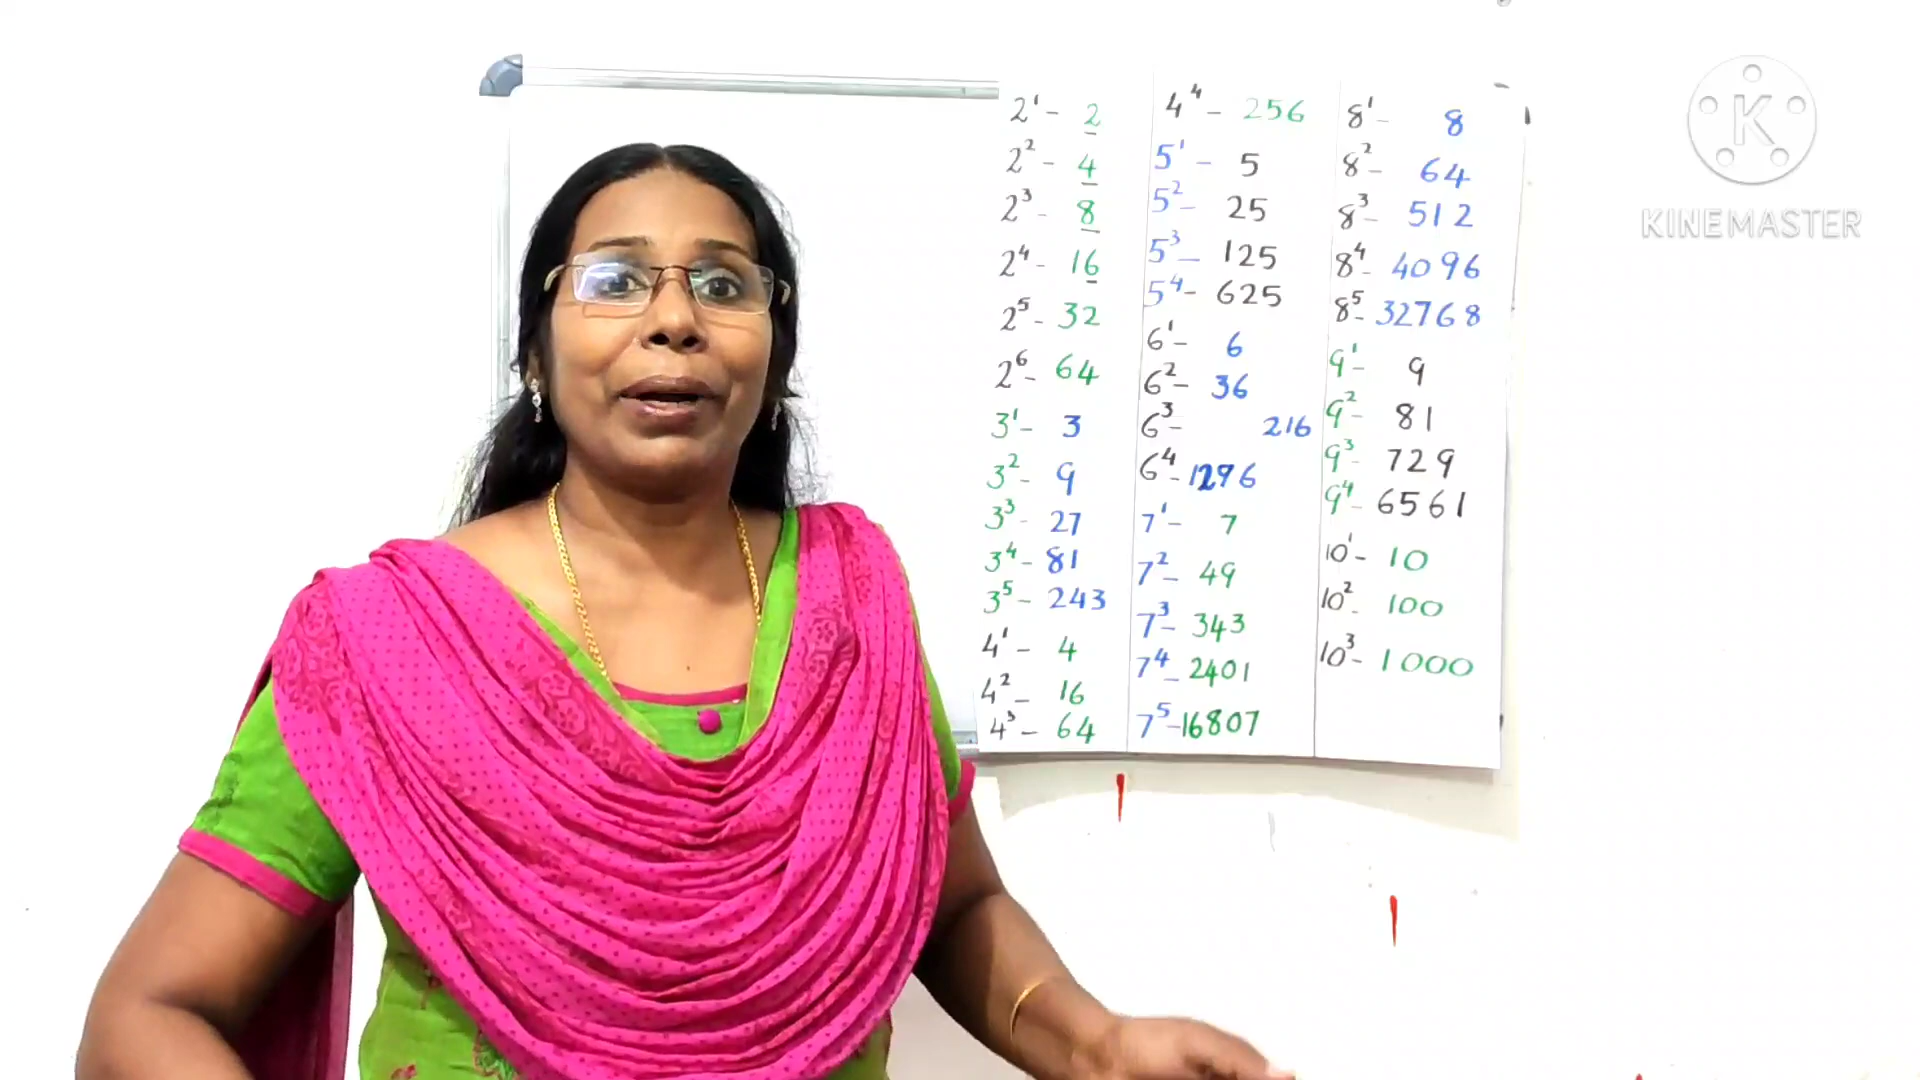 2¹ - 2
2² - 4
2³ - 8
2⁴ - 16
2⁵ - 32
2⁶ - 64
3¹ - 3
3² - 9
3³ - 27
3⁴ - 81
3⁵ - 243
4¹ - 4
4² - 16
4³ - 64
4⁴ - 256
5¹ - 5
5² - 25
5³ - 125
5⁴ - 625
6¹ - 6
6² - 36
6³ - 216
6⁴ - 1296
7¹ - 7
7² - 49
7³ - 343
7⁴ - 2401
7⁵ - 16807
8¹ - 8
8² - 64
8³ - 512
8⁴ - 4096
8⁵ - 32768
9¹ - 9
9² - 81
9³ - 729
9⁴ - 6561
10¹ - 10
10² - 100
10³ - 1000
K
KINEMASTER